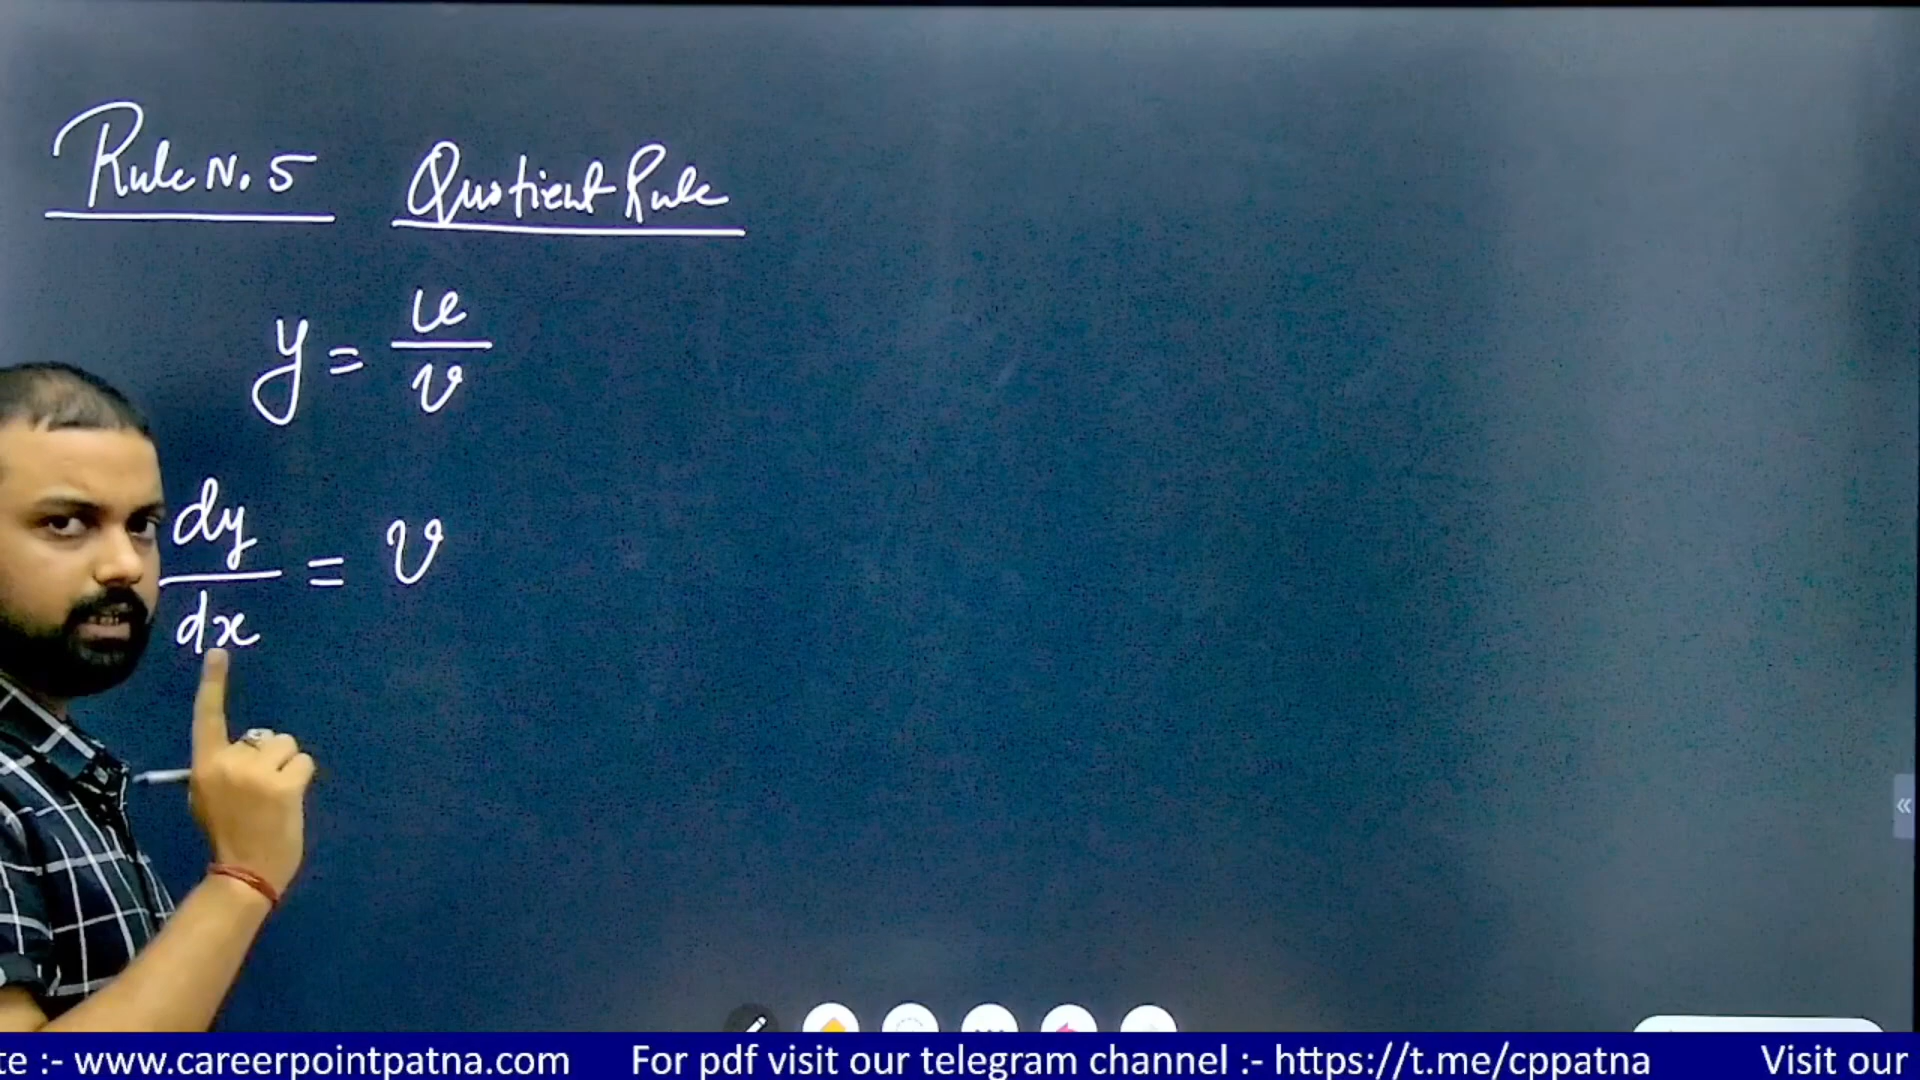 Rule No. 5 Quotient Rule
y = u/v
dy/dx = v
te :- www.careerpointpatna.com For pdf visit our telegram channel :- https://t.me/cppatna Visit our